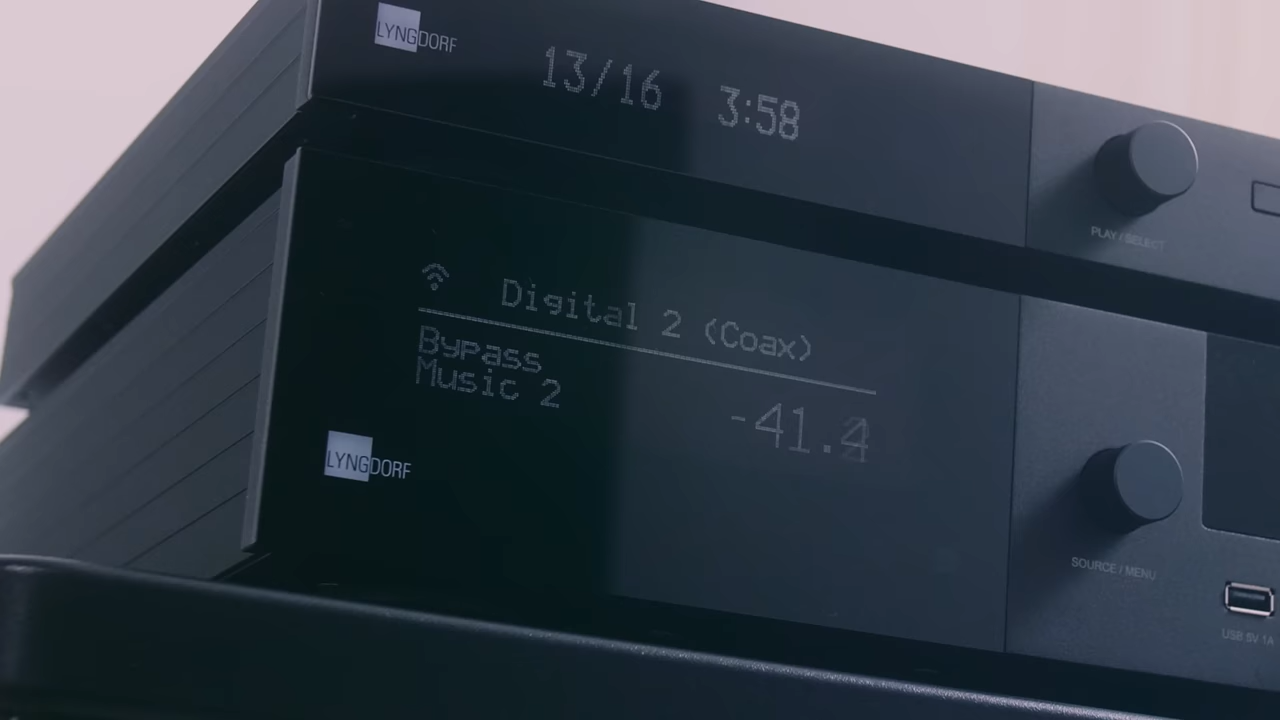 LYNGDORF
13/16 3:58
PLAY / SELECT
Digital 2 (Coax)
Bypass
Music 2
-41.4
LYNGDORF
SOURCE / MENU
USB 5V 1A